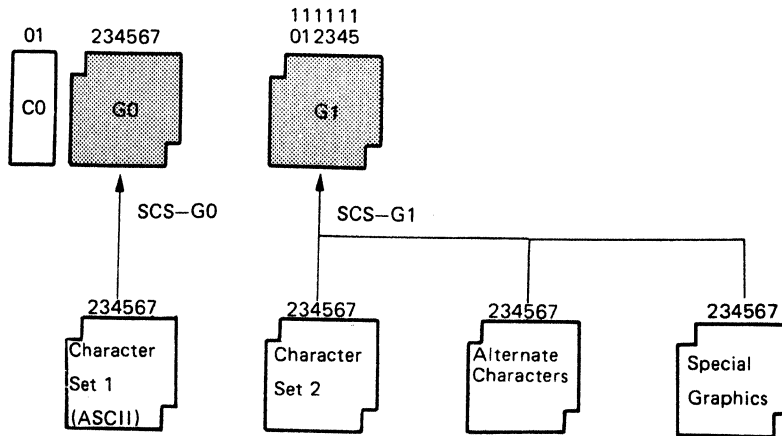 111111
01 234567 012345
C0 G0 G1
SCS-G0 SCS-G1
234567 234567 234567 234567
Character Character Alternate Special
Set 1 Set 2 Characters Graphics
(ASCII)